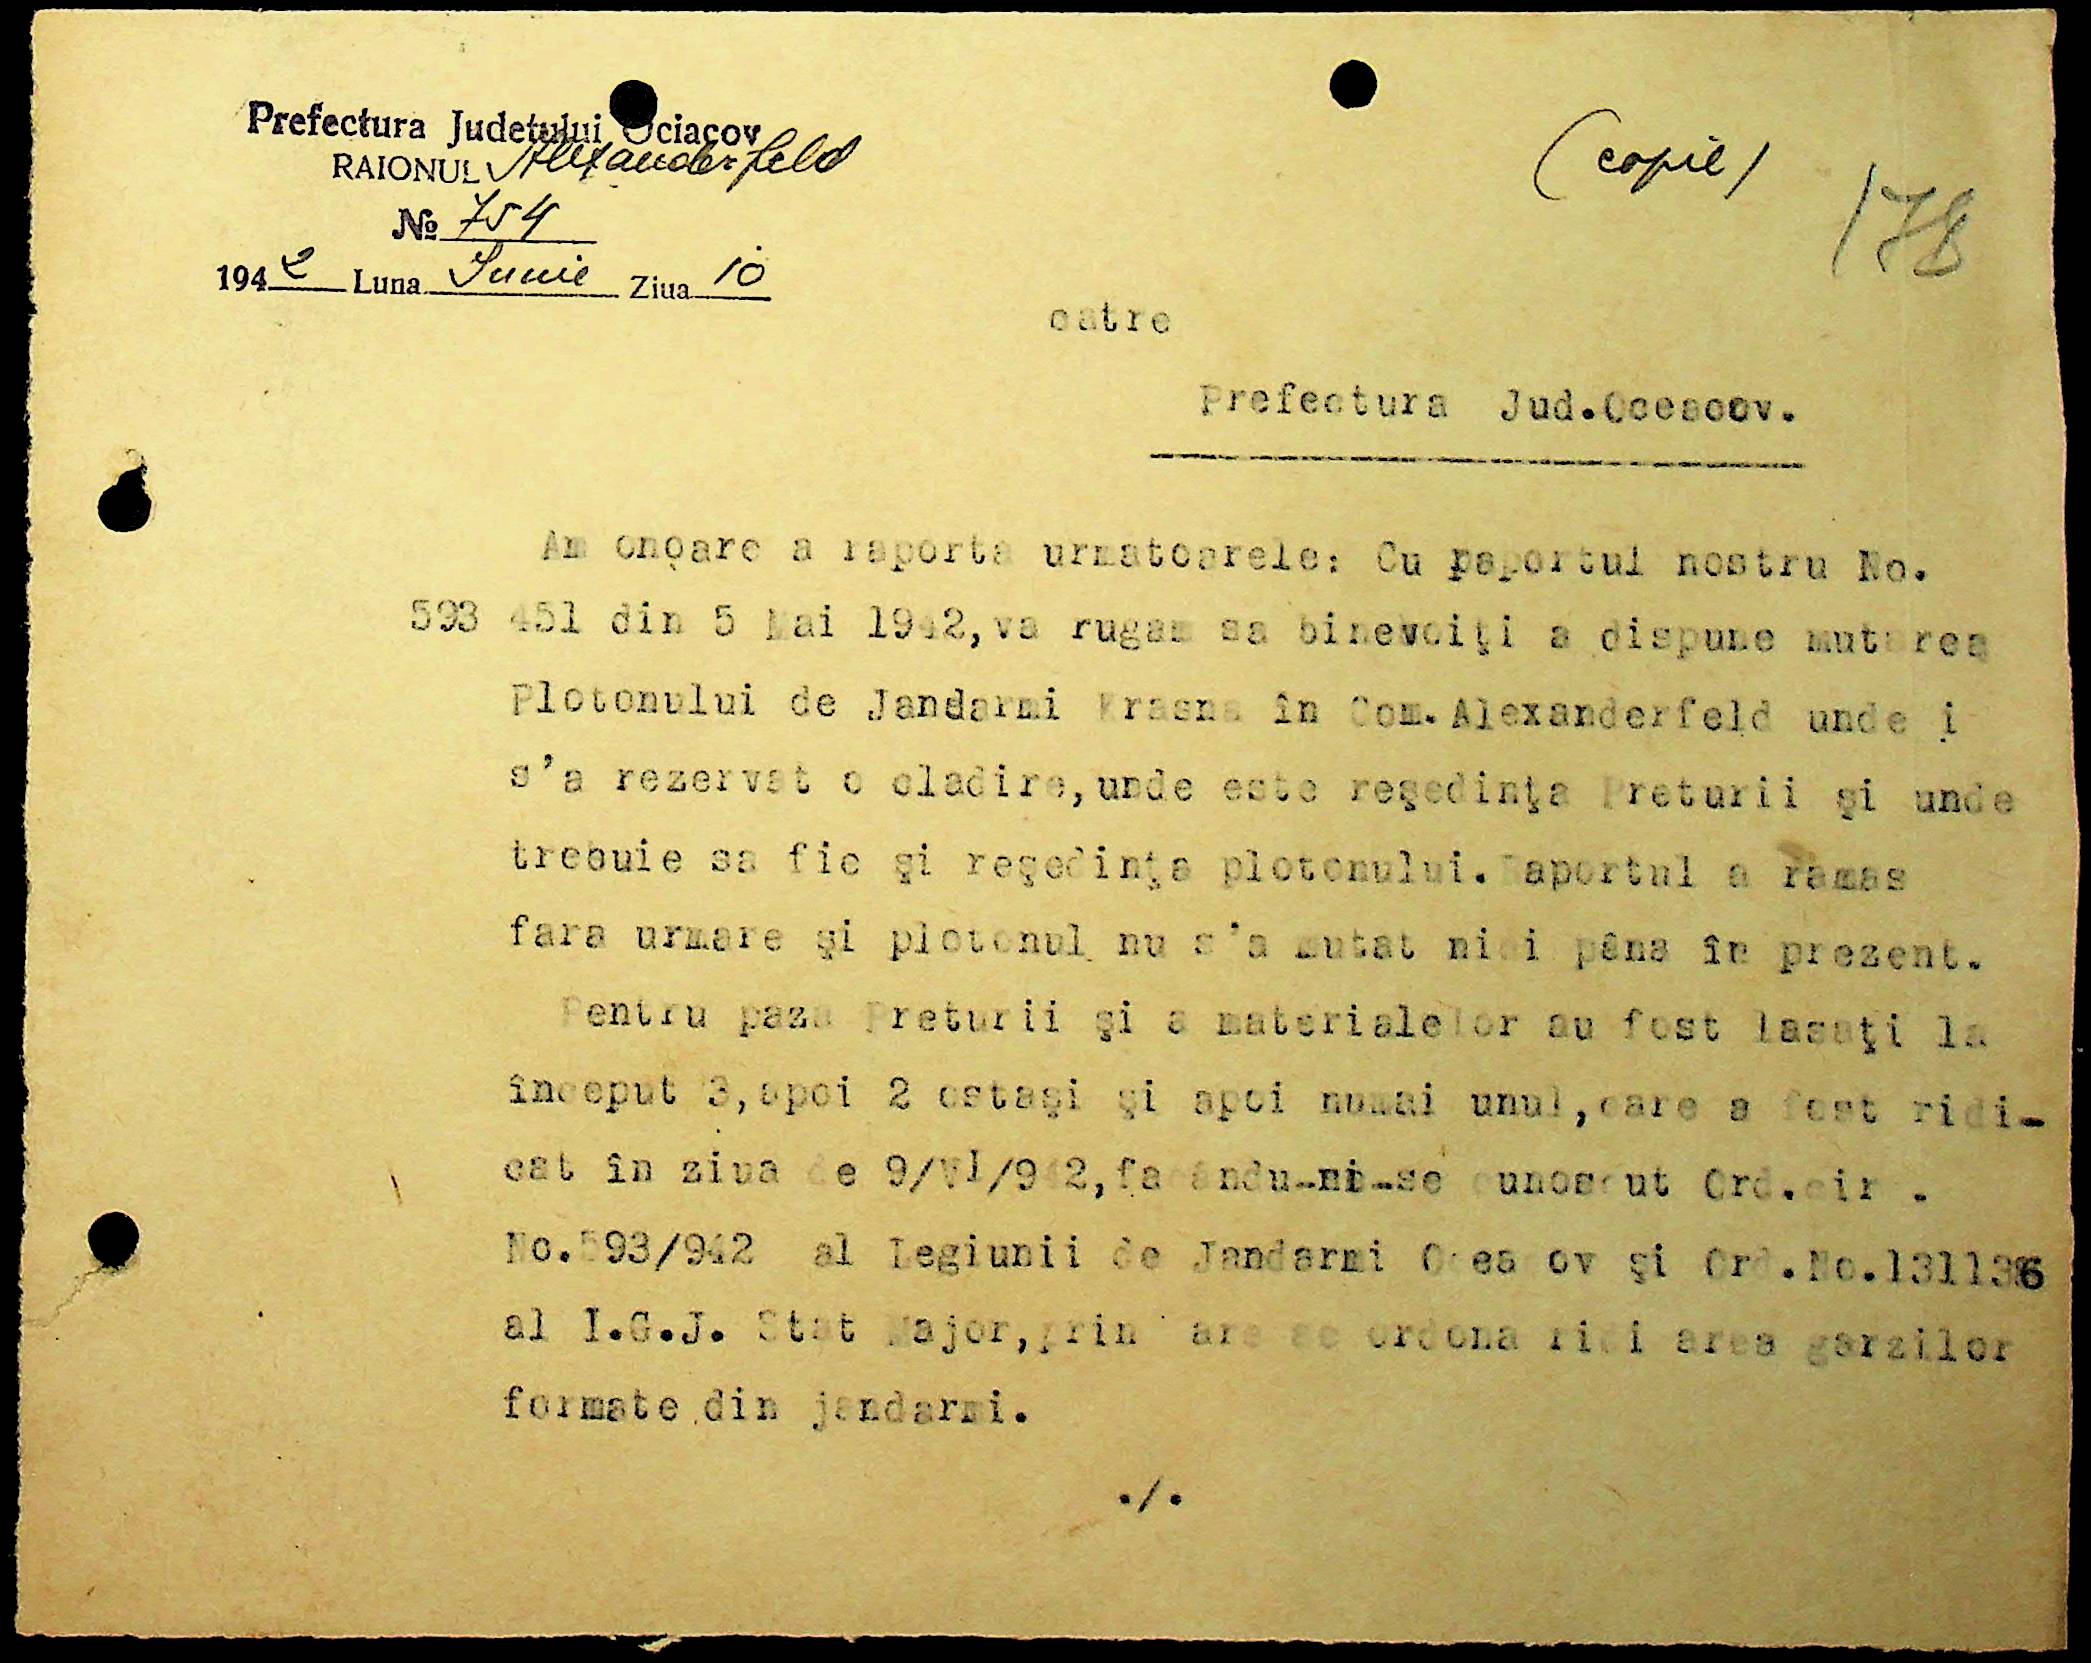 Prefectura Județului Ociacov
RAIONUL Alexanderfeld
(copie)
178
№ 754
1942 Luna Iunie Ziua 10
catre
Prefectura Jud.Oceacov.
Am onoare a raporta urmatoarele: Cu raportul nostru No.
593 451 din 5 Mai 1942,va rugam sa binevoiţi a dispune mutarea
Plotonului de Jandarmi Krasna în Com.Alexanderfeld unde i
s'a rezervat o cladire,unde este reşedinţa Preturii şi unde
trebuie sa fie şi reşedinţa plotonului.Raportul a ramas
fara urmare şi plotonul nu s'a mutat nici pâna în prezent.
Pentru paza Preturii şi a materialelor au fost lasaţi la
început 3,apoi 2 ostaşi şi apoi numai unul,care a fost ridi-
cat în ziua de 9/VI/942,facându-ni-se cunoscut Ord.cir .
No.593/942 al Legiunii de Jandarmi Oceacov şi Ord.No.131136
al I.G.J. Stat Major,prin care se ordona ridicarea garzilor
formate din jandarmi.
./.